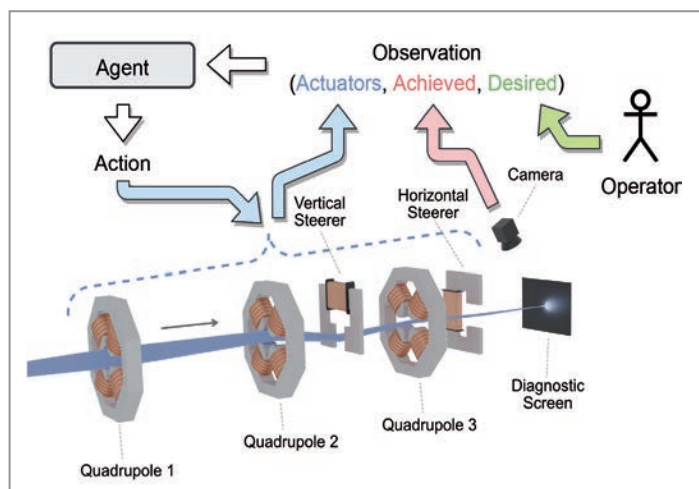 Agent
Observation
(Actuators, Achieved, Desired)
Action
Operator
Camera
Vertical
Steerer
Horizontal
Steerer
Diagnostic
Screen
Quadrupole 3
Quadrupole 2
Quadrupole 1